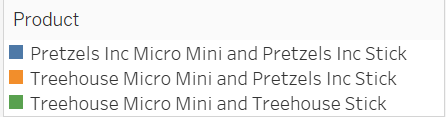 Product
Pretzels Inc Micro Mini and Pretzels Inc Stick
Treehouse Micro Mini and Pretzels Inc Stick
Treehouse Micro Mini and Treehouse Stick